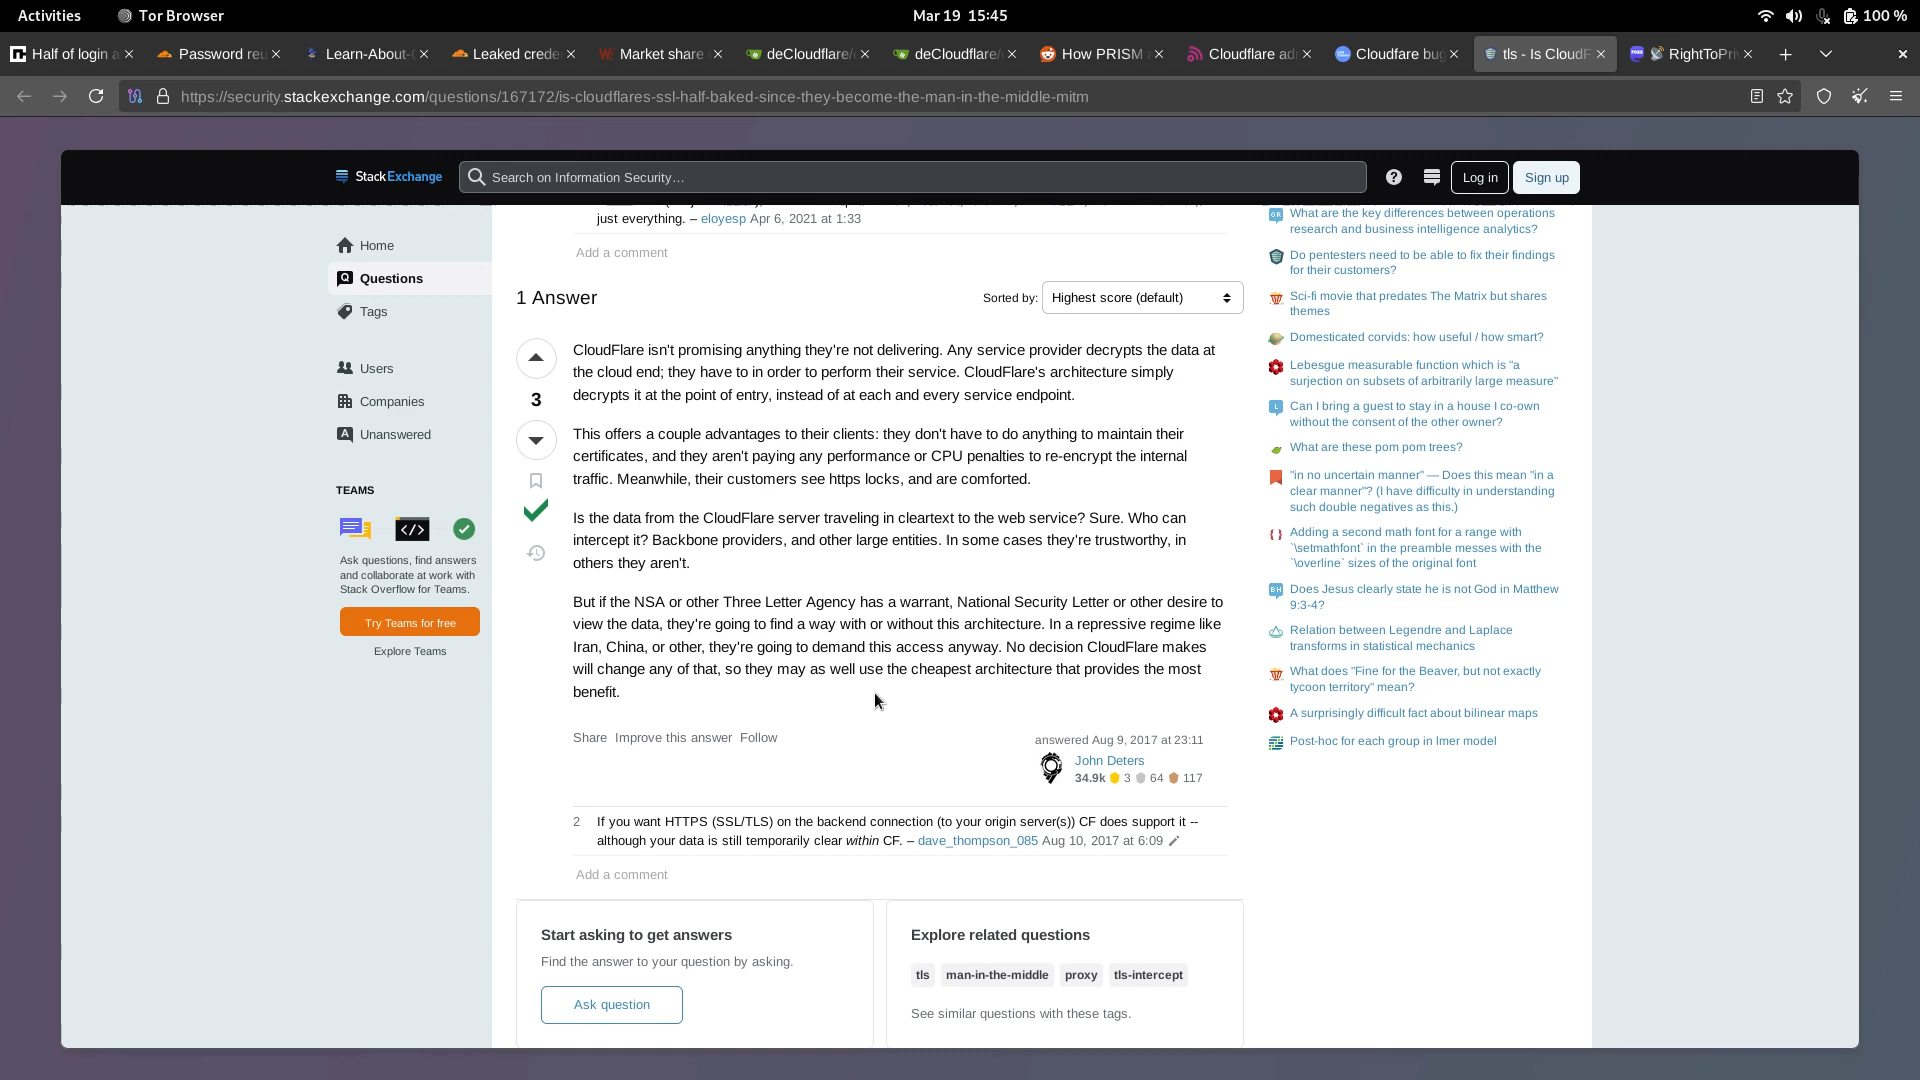 Activities
Tor Browser
Mar 19 15:45
100 %
Half of login a
Password reu
Learn-About-
Leaked crede
Market share
deCloudflare/
deCloudflare/
How PRISM
Cloudflare ad
Cloudfare bug
tls - Is CloudF
RightToPri
https://security.stackexchange.com/questions/167172/is-cloudflares-ssl-half-baked-since-they-become-the-man-in-the-middle-mitm
StackExchange
Search on Information Security…
Log in
Sign up
Home
Questions
Tags
Users
Companies
Unanswered
TEAMS
Ask questions, find answers
and collaborate at work with
Stack Overflow for Teams.
Try Teams for free
Explore Teams
just everything. – eloyesp Apr 6, 2021 at 1:33
Add a comment
1 Answer
Sorted by:
Highest score (default)
3
CloudFlare isn't promising anything they're not delivering. Any service provider decrypts the data at
the cloud end; they have to in order to perform their service. CloudFlare's architecture simply
decrypts it at the point of entry, instead of at each and every service endpoint.
This offers a couple advantages to their clients: they don't have to do anything to maintain their
certificates, and they aren't paying any performance or CPU penalties to re-encrypt the internal
traffic. Meanwhile, their customers see https locks, and are comforted.
Is the data from the CloudFlare server traveling in cleartext to the web service? Sure. Who can
intercept it? Backbone providers, and other large entities. In some cases they're trustworthy, in
others they aren't.
But if the NSA or other Three Letter Agency has a warrant, National Security Letter or other desire to
view the data, they're going to find a way with or without this architecture. In a repressive regime like
Iran, China, or other, they're going to demand this access anyway. No decision CloudFlare makes
will change any of that, so they may as well use the cheapest architecture that provides the most
benefit.
Share Improve this answer Follow
answered Aug 9, 2017 at 23:11
John Deters
34.9k 3 64 117
2
If you want HTTPS (SSL/TLS) on the backend connection (to your origin server(s)) CF does support it --
although your data is still temporarily clear within CF. – dave_thompson_085 Aug 10, 2017 at 6:09
Add a comment
Start asking to get answers
Find the answer to your question by asking.
Ask question
Explore related questions
tls man-in-the-middle proxy tls-intercept
See similar questions with these tags.
What are the key differences between operations
research and business intelligence analytics?
Do pentesters need to be able to fix their findings
for their customers?
Sci-fi movie that predates The Matrix but shares
themes
Domesticated corvids: how useful / how smart?
Lebesgue measurable function which is "a
surjection on subsets of arbitrarily large measure"
Can I bring a guest to stay in a house I co-own
without the consent of the other owner?
What are these pom pom trees?
"in no uncertain manner" — Does this mean "in a
clear manner"? (I have difficulty in understanding
such double negatives as this.)
Adding a second math font for a range with
`\setmathfont` in the preamble messes with the
`\overline` sizes of the original font
Does Jesus clearly state he is not God in Matthew
9:3-4?
Relation between Legendre and Laplace
transforms in statistical mechanics
What does "Fine for the Beaver, but not exactly
tycoon territory" mean?
A surprisingly difficult fact about bilinear maps
Post-hoc for each group in lmer model